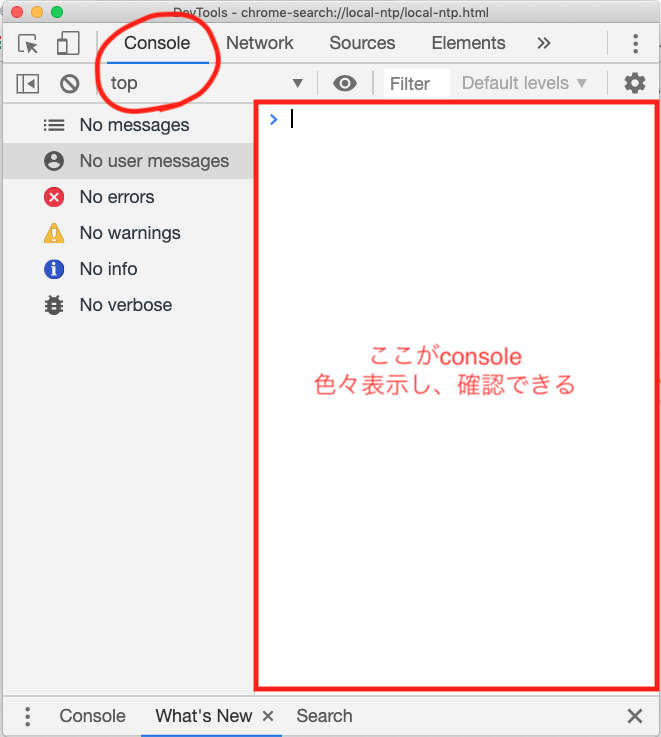 DevTools - chrome-search://local-ntp/local-ntp.html
Console Network Sources Elements »
top Filter Default levels
No messages
No user messages
No errors
No warnings
No info
No verbose
ここがconsole
色々表示し、確認できる
Console What's New Search